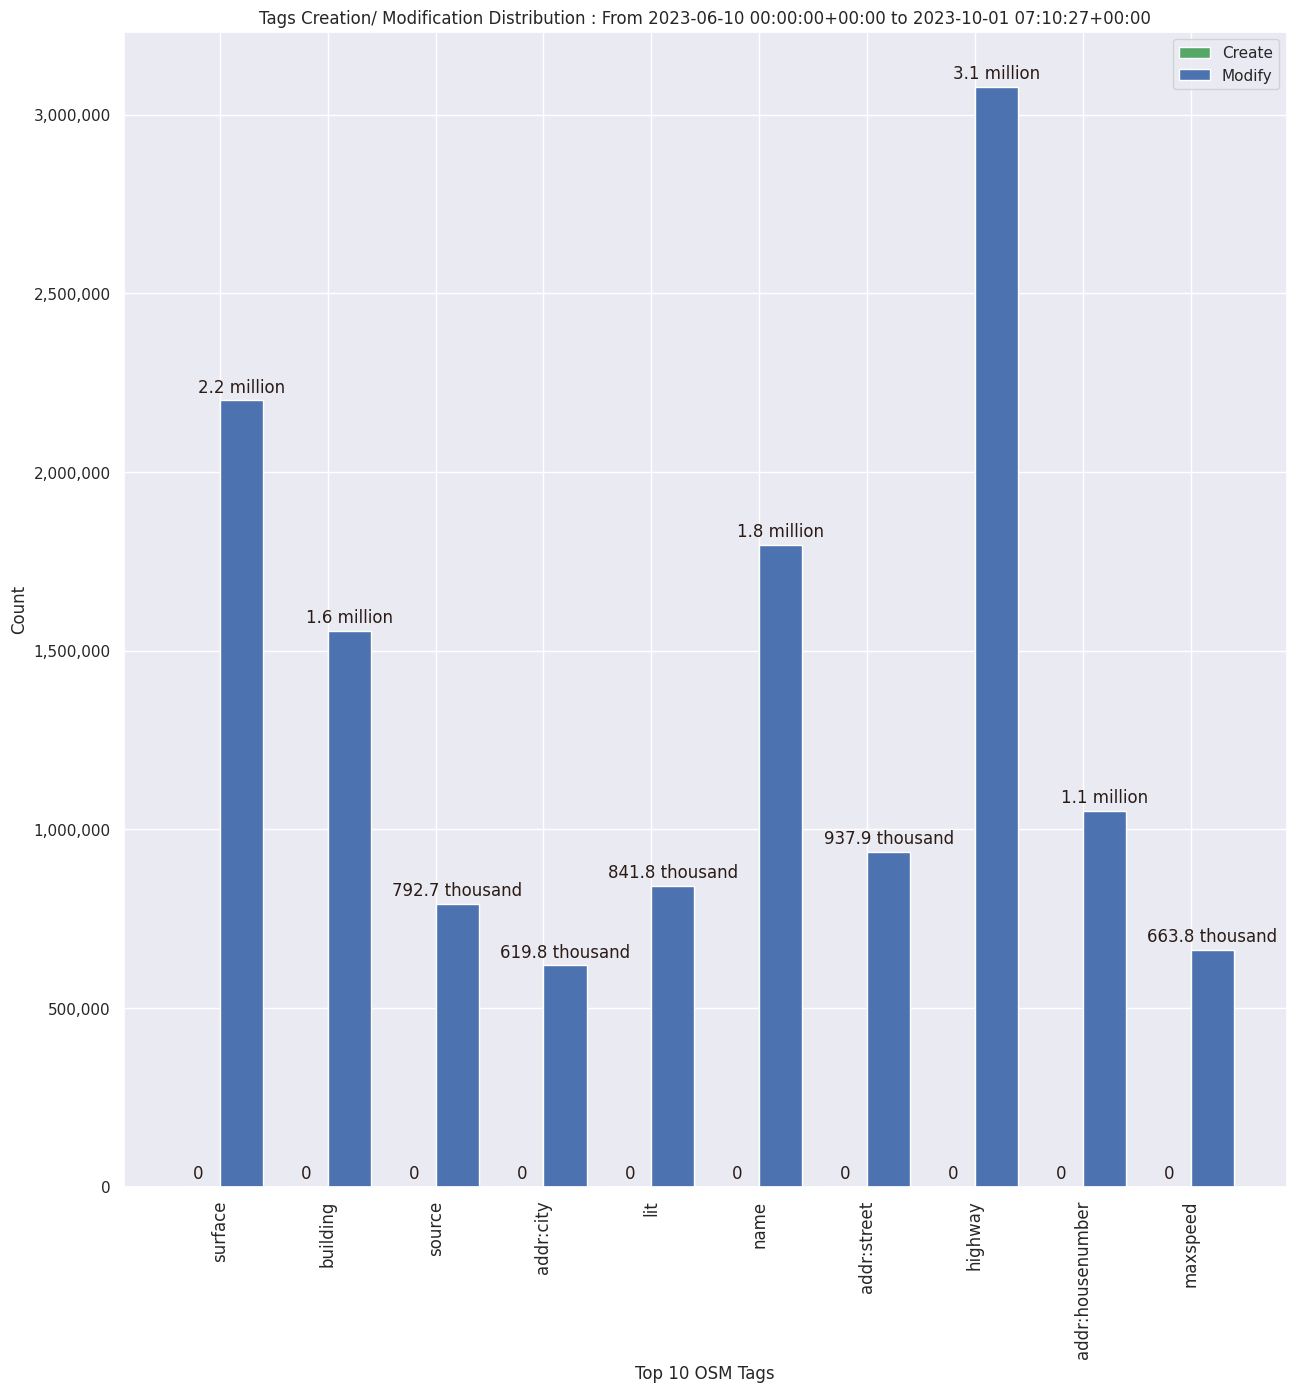 Tags Creation/ Modification Distribution : From 2023-06-10 00:00:00+00:00 to 2023-10-01 07:10:27+00:00
Create
Modify
3.1 million
3,000,000
2,500,000
2.2 million
2,000,000
1.8 million
1.6 million
1,500,000
1.1 million
1,000,000
937.9 thousand
841.8 thousand
792.7 thousand
663.8 thousand
619.8 thousand
500,000
0 0 0 0 0 0 0 0 0 0
0
Count
surface
building
source
addr:city
lit
name
addr:street
highway
addr:housenumber
maxspeed
Top 10 OSM Tags